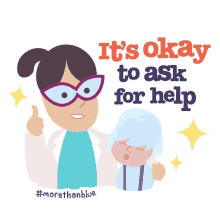 It's okay
to ask
for help
#morethanblue